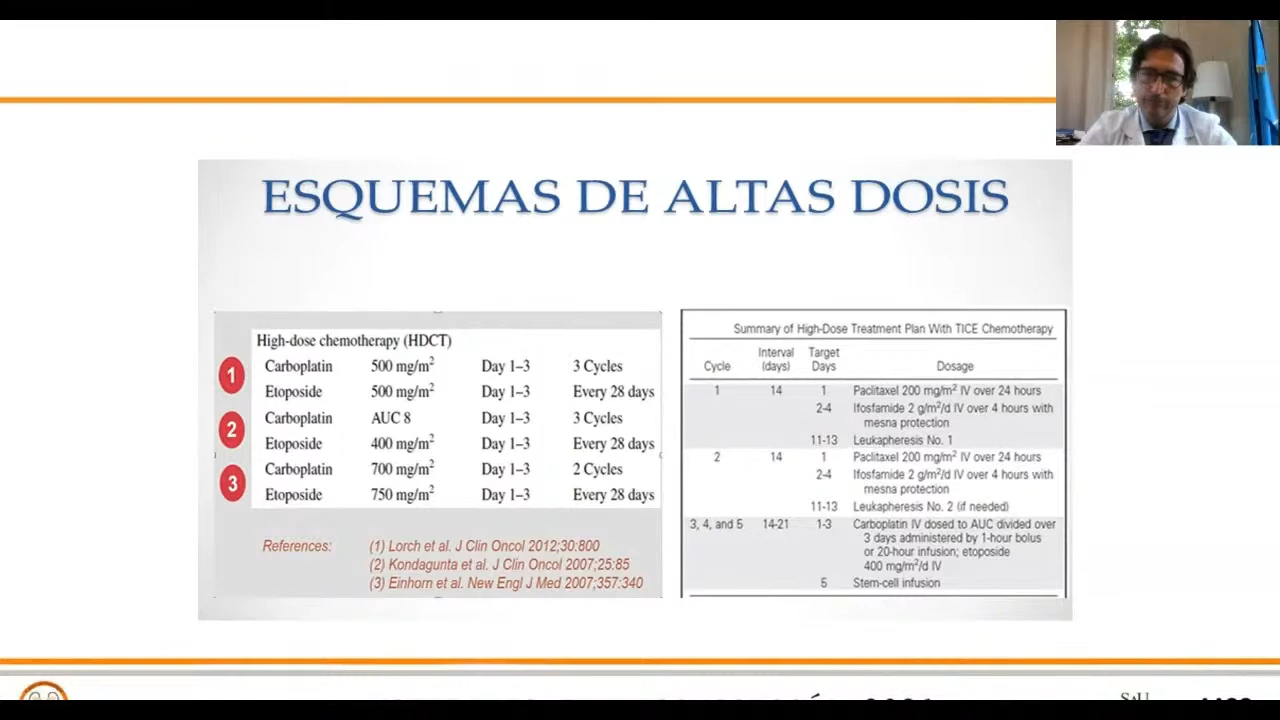 ESQUEMAS DE ALTAS DOSIS
High-dose chemotherapy (HDCT)
1
Carboplatin 500 mg/m² Day 1–3 3 Cycles
Etoposide 500 mg/m² Day 1–3 Every 28 days
2
Carboplatin AUC 8 Day 1–3 3 Cycles
Etoposide 400 mg/m² Day 1–3 Every 28 days
3
Carboplatin 700 mg/m² Day 1–3 2 Cycles
Etoposide 750 mg/m² Day 1–3 Every 28 days
References: (1) Lorch et al. J Clin Oncol 2012;30:800
(2) Kondagunta et al. J Clin Oncol 2007;25:85
(3) Einhorn et al. New Engl J Med 2007;357:340
Summary of High-Dose Treatment Plan With TICE Chemotherapy
Interval Target
Cycle (days) Days Dosage
1 14 1 Paclitaxel 200 mg/m² IV over 24 hours
2-4 Ifosfamide 2 g/m²/d IV over 4 hours with
mesna protection
11-13 Leukapheresis No. 1
2 14 1 Paclitaxel 200 mg/m² IV over 24 hours
2-4 Ifosfamide 2 g/m²/d IV over 4 hours with
mesna protection
11-13 Leukapheresis No. 2 (if needed)
3, 4, and 5 14-21 1-3 Carboplatin IV dosed to AUC divided over
3 days administered by 1-hour bolus
or 20-hour infusion; etoposide
400 mg/m²/d IV
5 Stem-cell infusion